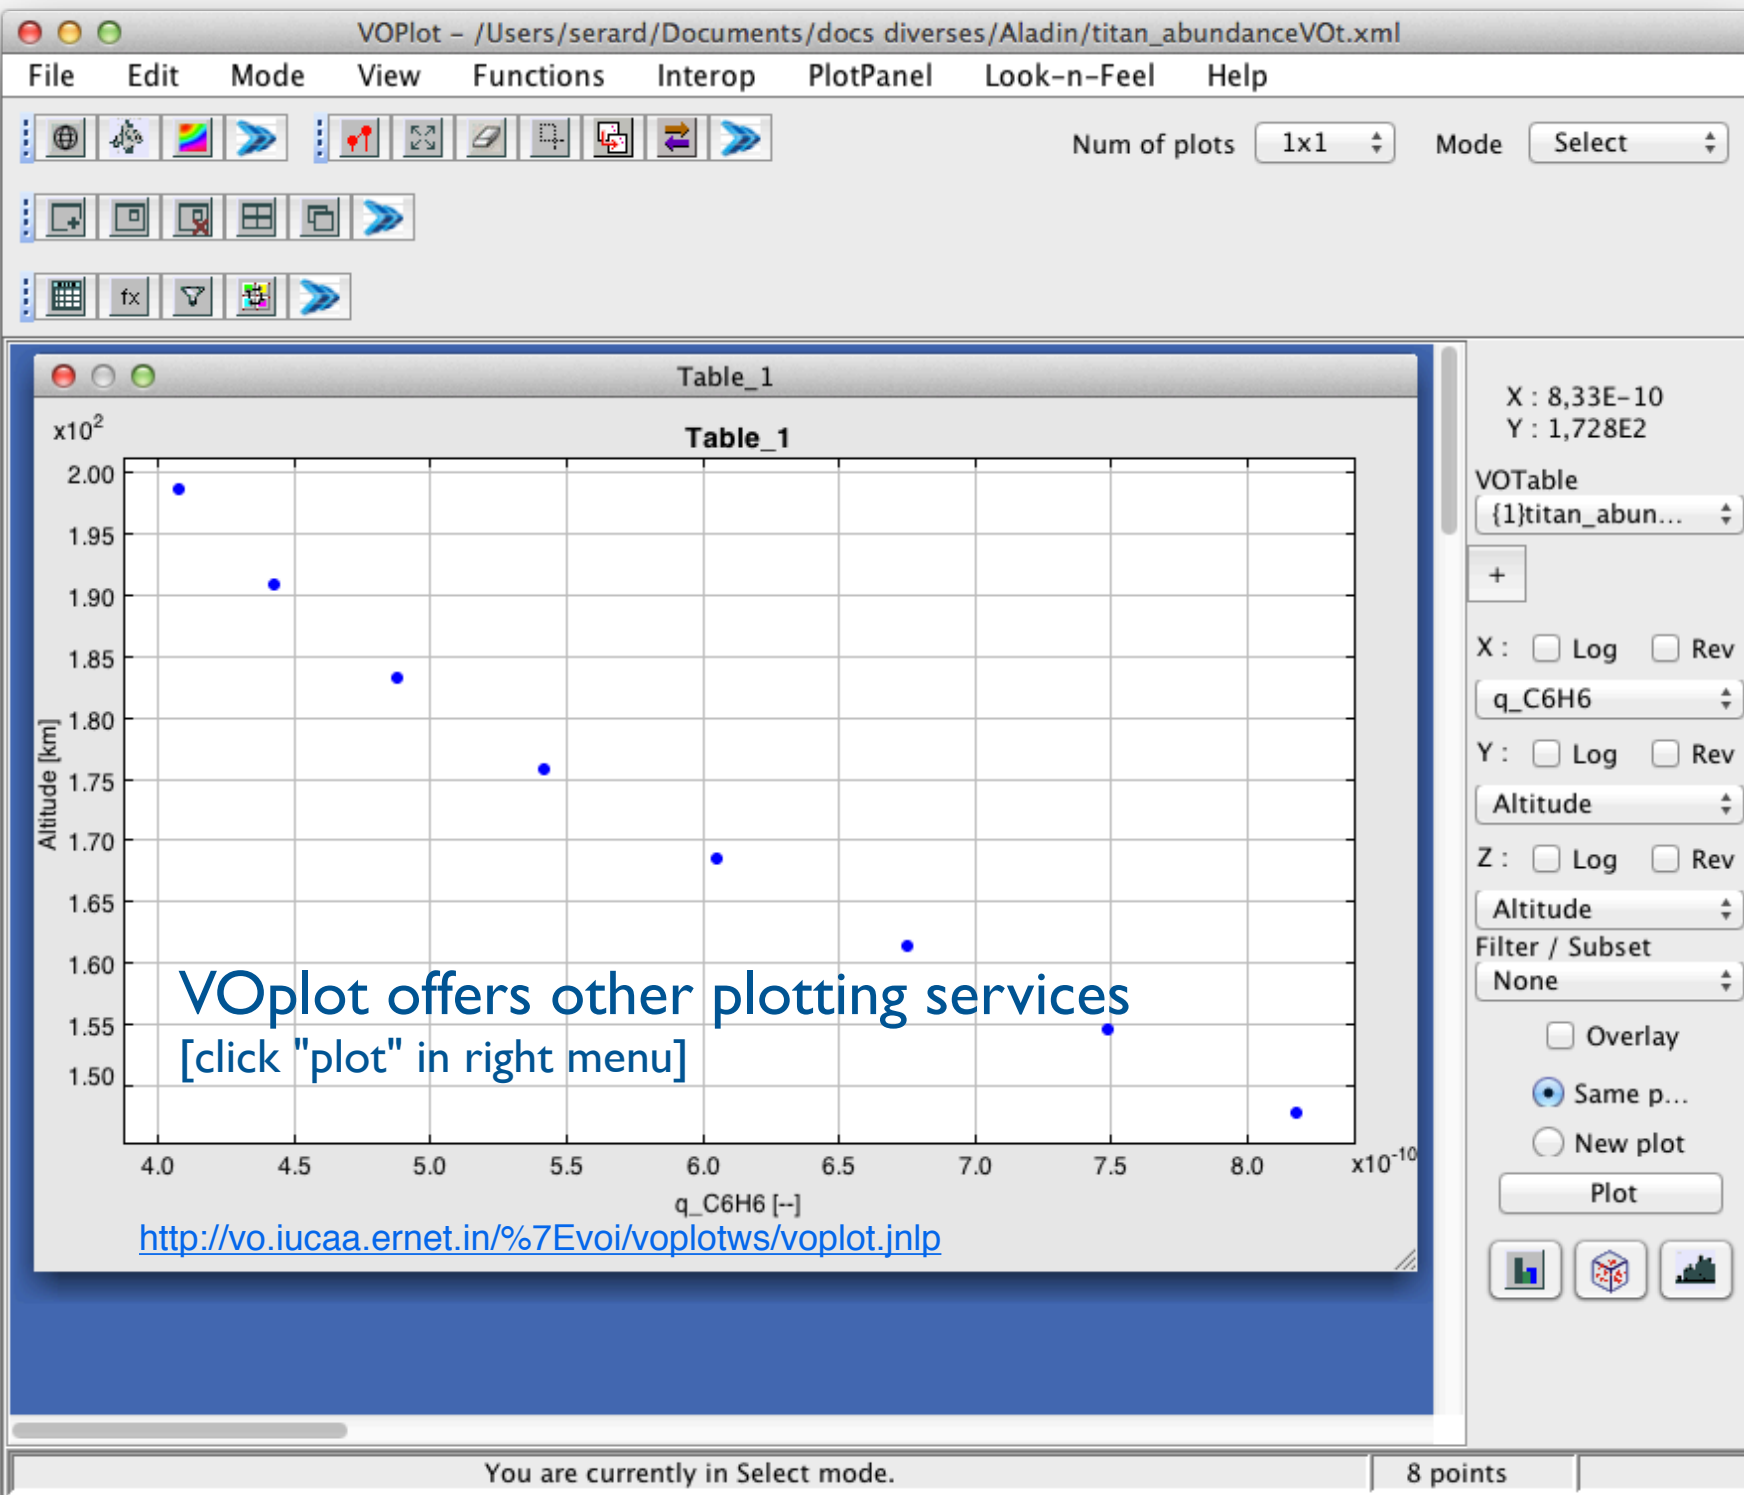 VOPlot – /Users/serard/Documents/docs diverses/Aladin/titan_abundanceVOt.xml
File Edit Mode View Functions Interop PlotPanel Look-n-Feel Help
Num of plots 1x1 Mode Select
fx
Table_1
x10²
Table_1
2.00
1.95
1.90
1.85
1.80
1.75
1.70
1.65
1.60
1.55
1.50
Altitude [km]
4.0 4.5 5.0 5.5 6.0 6.5 7.0 7.5 8.0 x10⁻¹⁰
q_C6H6 [--]
VOplot offers other plotting services
[click "plot" in right menu]
http://vo.iucaa.ernet.in/%7Evoi/voplotws/voplot.jnlp
X : 8,33E-10
Y : 1,728E2
VOTable
{1}titan_abun...
+
X : Log Rev
q_C6H6
Y : Log Rev
Altitude
Z : Log Rev
Altitude
Filter / Subset
None
Overlay
Same p...
New plot
Plot
You are currently in Select mode.
8 points